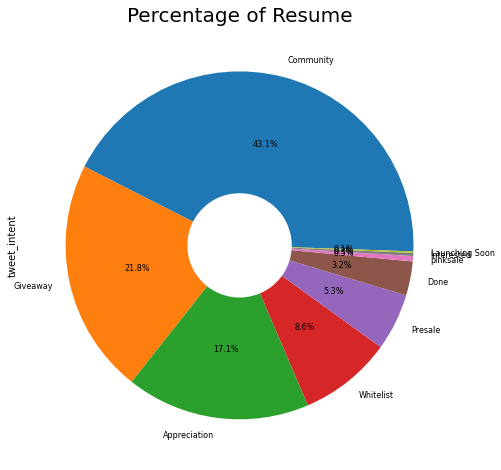 Percentage of Resume
Community
43.1%
tweet_intent
Giveaway
21.8%
Appreciation
17.1%
Whitelist
8.6%
Presale
5.3%
Done
3.2%
pinksale
Interested
Launching Soon